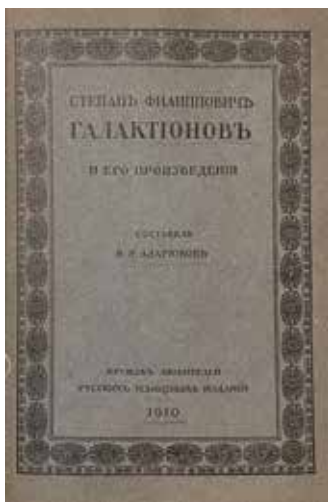 СТЕПАНЪ ФИЛИППОВИЧЪ
ГАЛАКТІОНОВЪ
И ЕГО ПРОИЗВЕДЕНІЯ
СОСТАВИЛЪ
В. Я. АДАРЮКОВЪ
КРУЖОКЪ ЛЮБИТЕЛЕЙ
РУССКИХЪ ИЗЯЩНЫХЪ ИЗДАНІЙ
1910